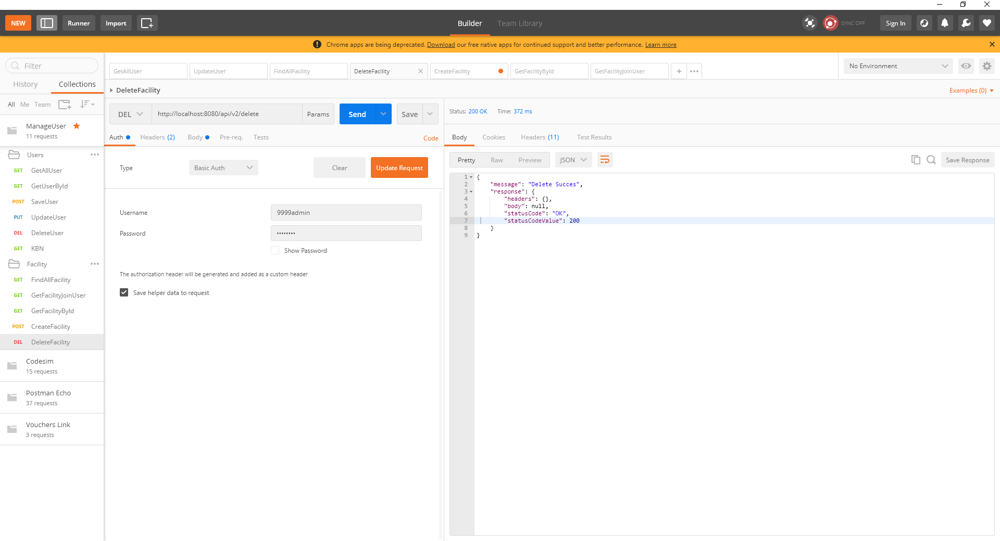 NEW Runner Import Builder Team Library SYNC OFF Sign In
Chrome apps are being deprecated. Download our free native apps for continued support and better performance. Learn more
Filter
History Collections
All Me Team
ManageUser
11 requests
Users
GET GetAllUser
GET GetUserById
POST SaveUser
PUT UpdateUser
DEL DeleteUser
GET KBN
Facility
GET FindAllFacility
GET GetFacilityJoinUser
GET GetFacilityById
POST CreateFacility
DEL DeleteFacility
Codesim
15 requests
Postman Echo
37 requests
Vouchers Link
3 requests
GetAllUser UpdateUser FindAllFacility DeleteFacility CreateFacility GetFacilityById GetFacilityJoinUser
No Environment
DeleteFacility
Examples (0)
DEL http://localhost:8080/api/v2/delete Params Send Save
Auth Headers (2) Body Pre-req. Tests Code
Type Basic Auth Clear Update Request
Username 9999admin
Password ••••••••
Show Password
The authorization header will be generated and added as a custom header
Save helper data to request
Status: 200 OK Time: 372 ms
Body Cookies Headers (11) Test Results
Pretty Raw Preview JSON Save Response
1 {
2 "message": "Delete Succes",
3 "response": {
4 "headers": {},
5 "body": null,
6 "statusCode": "OK",
7 "statusCodeValue": 200
8 }
9 }